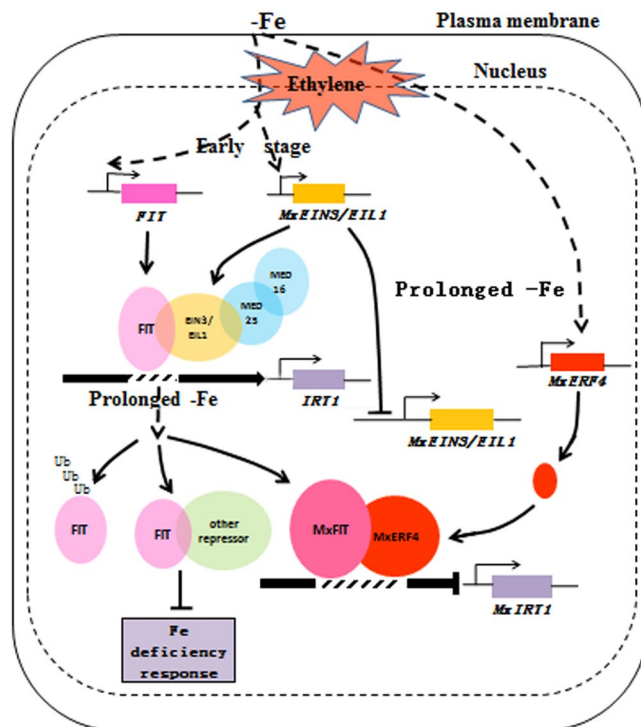 -Fe
Plasma membrane
Nucleus
Ethylene
Early stage
FIT
MxEIN3/EIL1
MED
16
MED
25
EIN3/
EIL1
FIT
Prolonged -Fe
MxERF4
IRT1
Prolonged -Fe
MxEIN3/EIL1
Ub
Ub
Ub
FIT
FIT
other
repressor
MxFIT
MxERF4
MxIRT1
Fe
deficiency
response